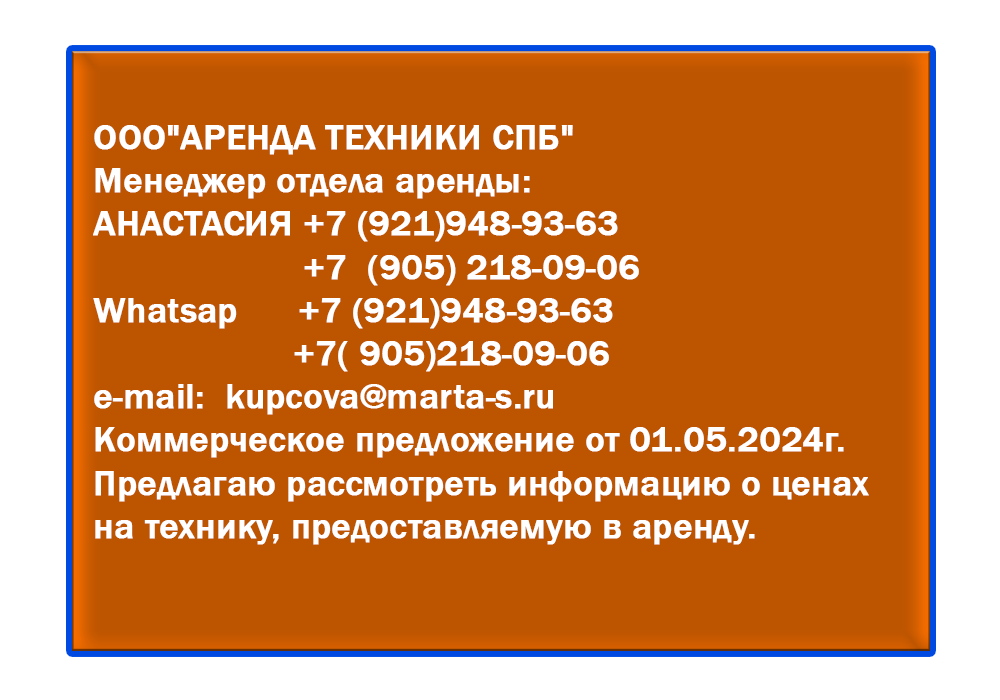 ООО"АРЕНДА ТЕХНИКИ СПБ"
Менеджер отдела аренды:
АНАСТАСИЯ +7 (921)948-93-63
+7 (905) 218-09-06
Whatsap +7 (921)948-93-63
+7( 905)218-09-06
e-mail: kupcova@marta-s.ru
Коммерческое предложение от 01.05.2024г.
Предлагаю рассмотреть информацию о ценах
на технику, предоставляемую в аренду.